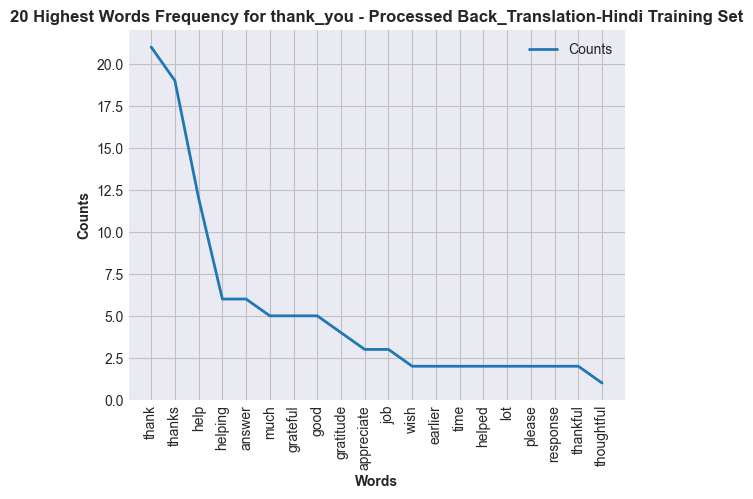 20 Highest Words Frequency for thank_you - Processed Back_Translation-Hindi Training Set
Counts
20.0
17.5
15.0
12.5
10.0
7.5
5.0
2.5
0.0
Counts
thank
thanks
help
helping
answer
much
grateful
good
gratitude
appreciate
job
wish
earlier
time
helped
lot
please
response
thankful
thoughtful
Words